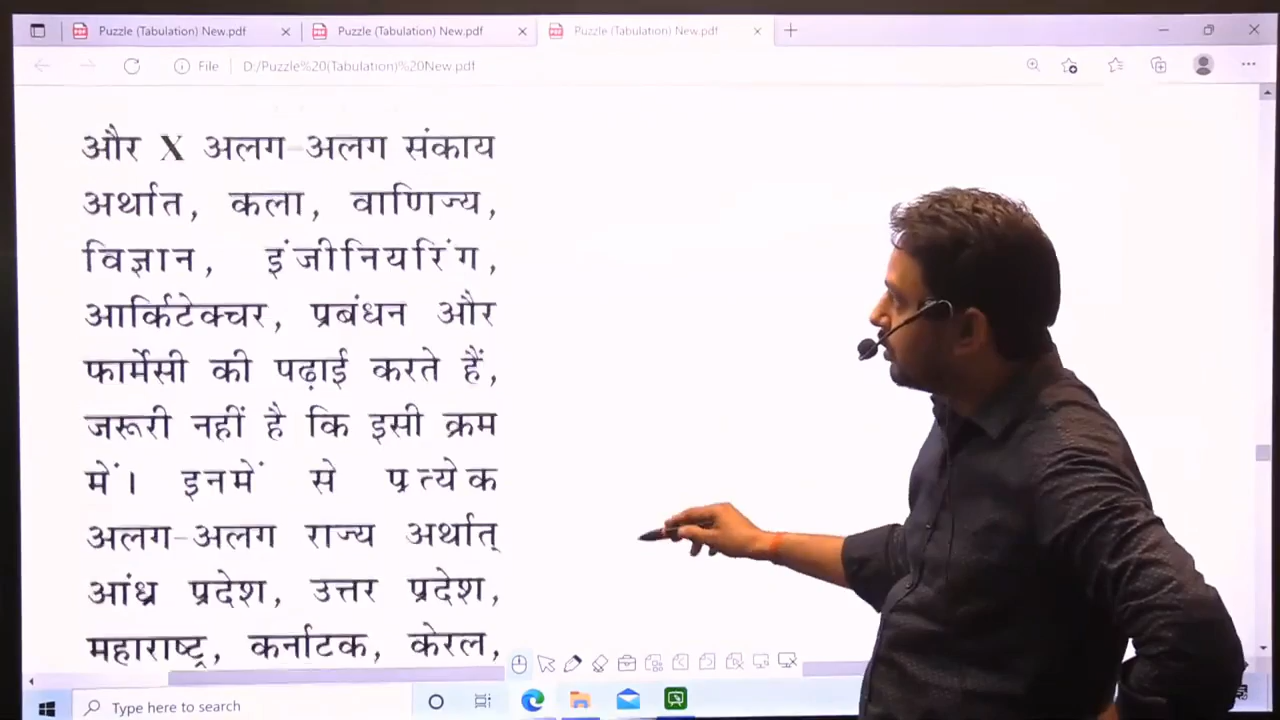 Puzzle (Tabulation) New.pdf
Puzzle (Tabulation) New.pdf
Puzzle (Tabulation) New.pdf
File
D:/Puzzle%20(Tabulation)%20New.pdf
और X अलग-अलग संकाय
अर्थात, कला, वाणिज्य,
विज्ञान, इंजीनियरिंग,
आर्किटेक्चर, प्रबंधन और
फार्मेसी की पढ़ाई करते हैं,
जरूरी नहीं है कि इसी क्रम
में। इनमें से प्रत्येक
अलग-अलग राज्य अर्थात्
आंध्र प्रदेश, उत्तर प्रदेश,
महाराष्ट्र, कर्नाटक, केरल,
Type here to search